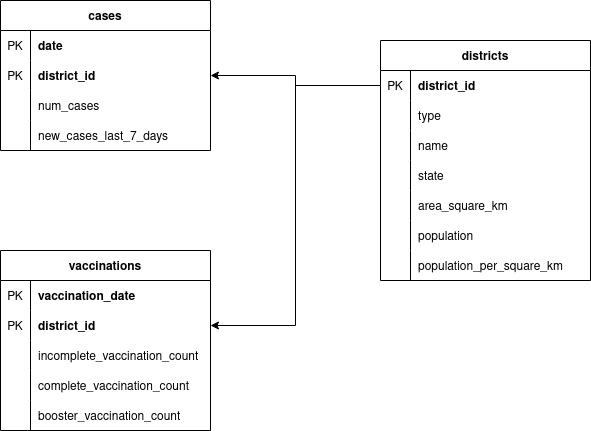 cases
PK date
PK district_id
num_cases
new_cases_last_7_days
districts
PK district_id
type
name
state
area_square_km
population
population_per_square_km
vaccinations
PK vaccination_date
PK district_id
incomplete_vaccination_count
complete_vaccination_count
booster_vaccination_count